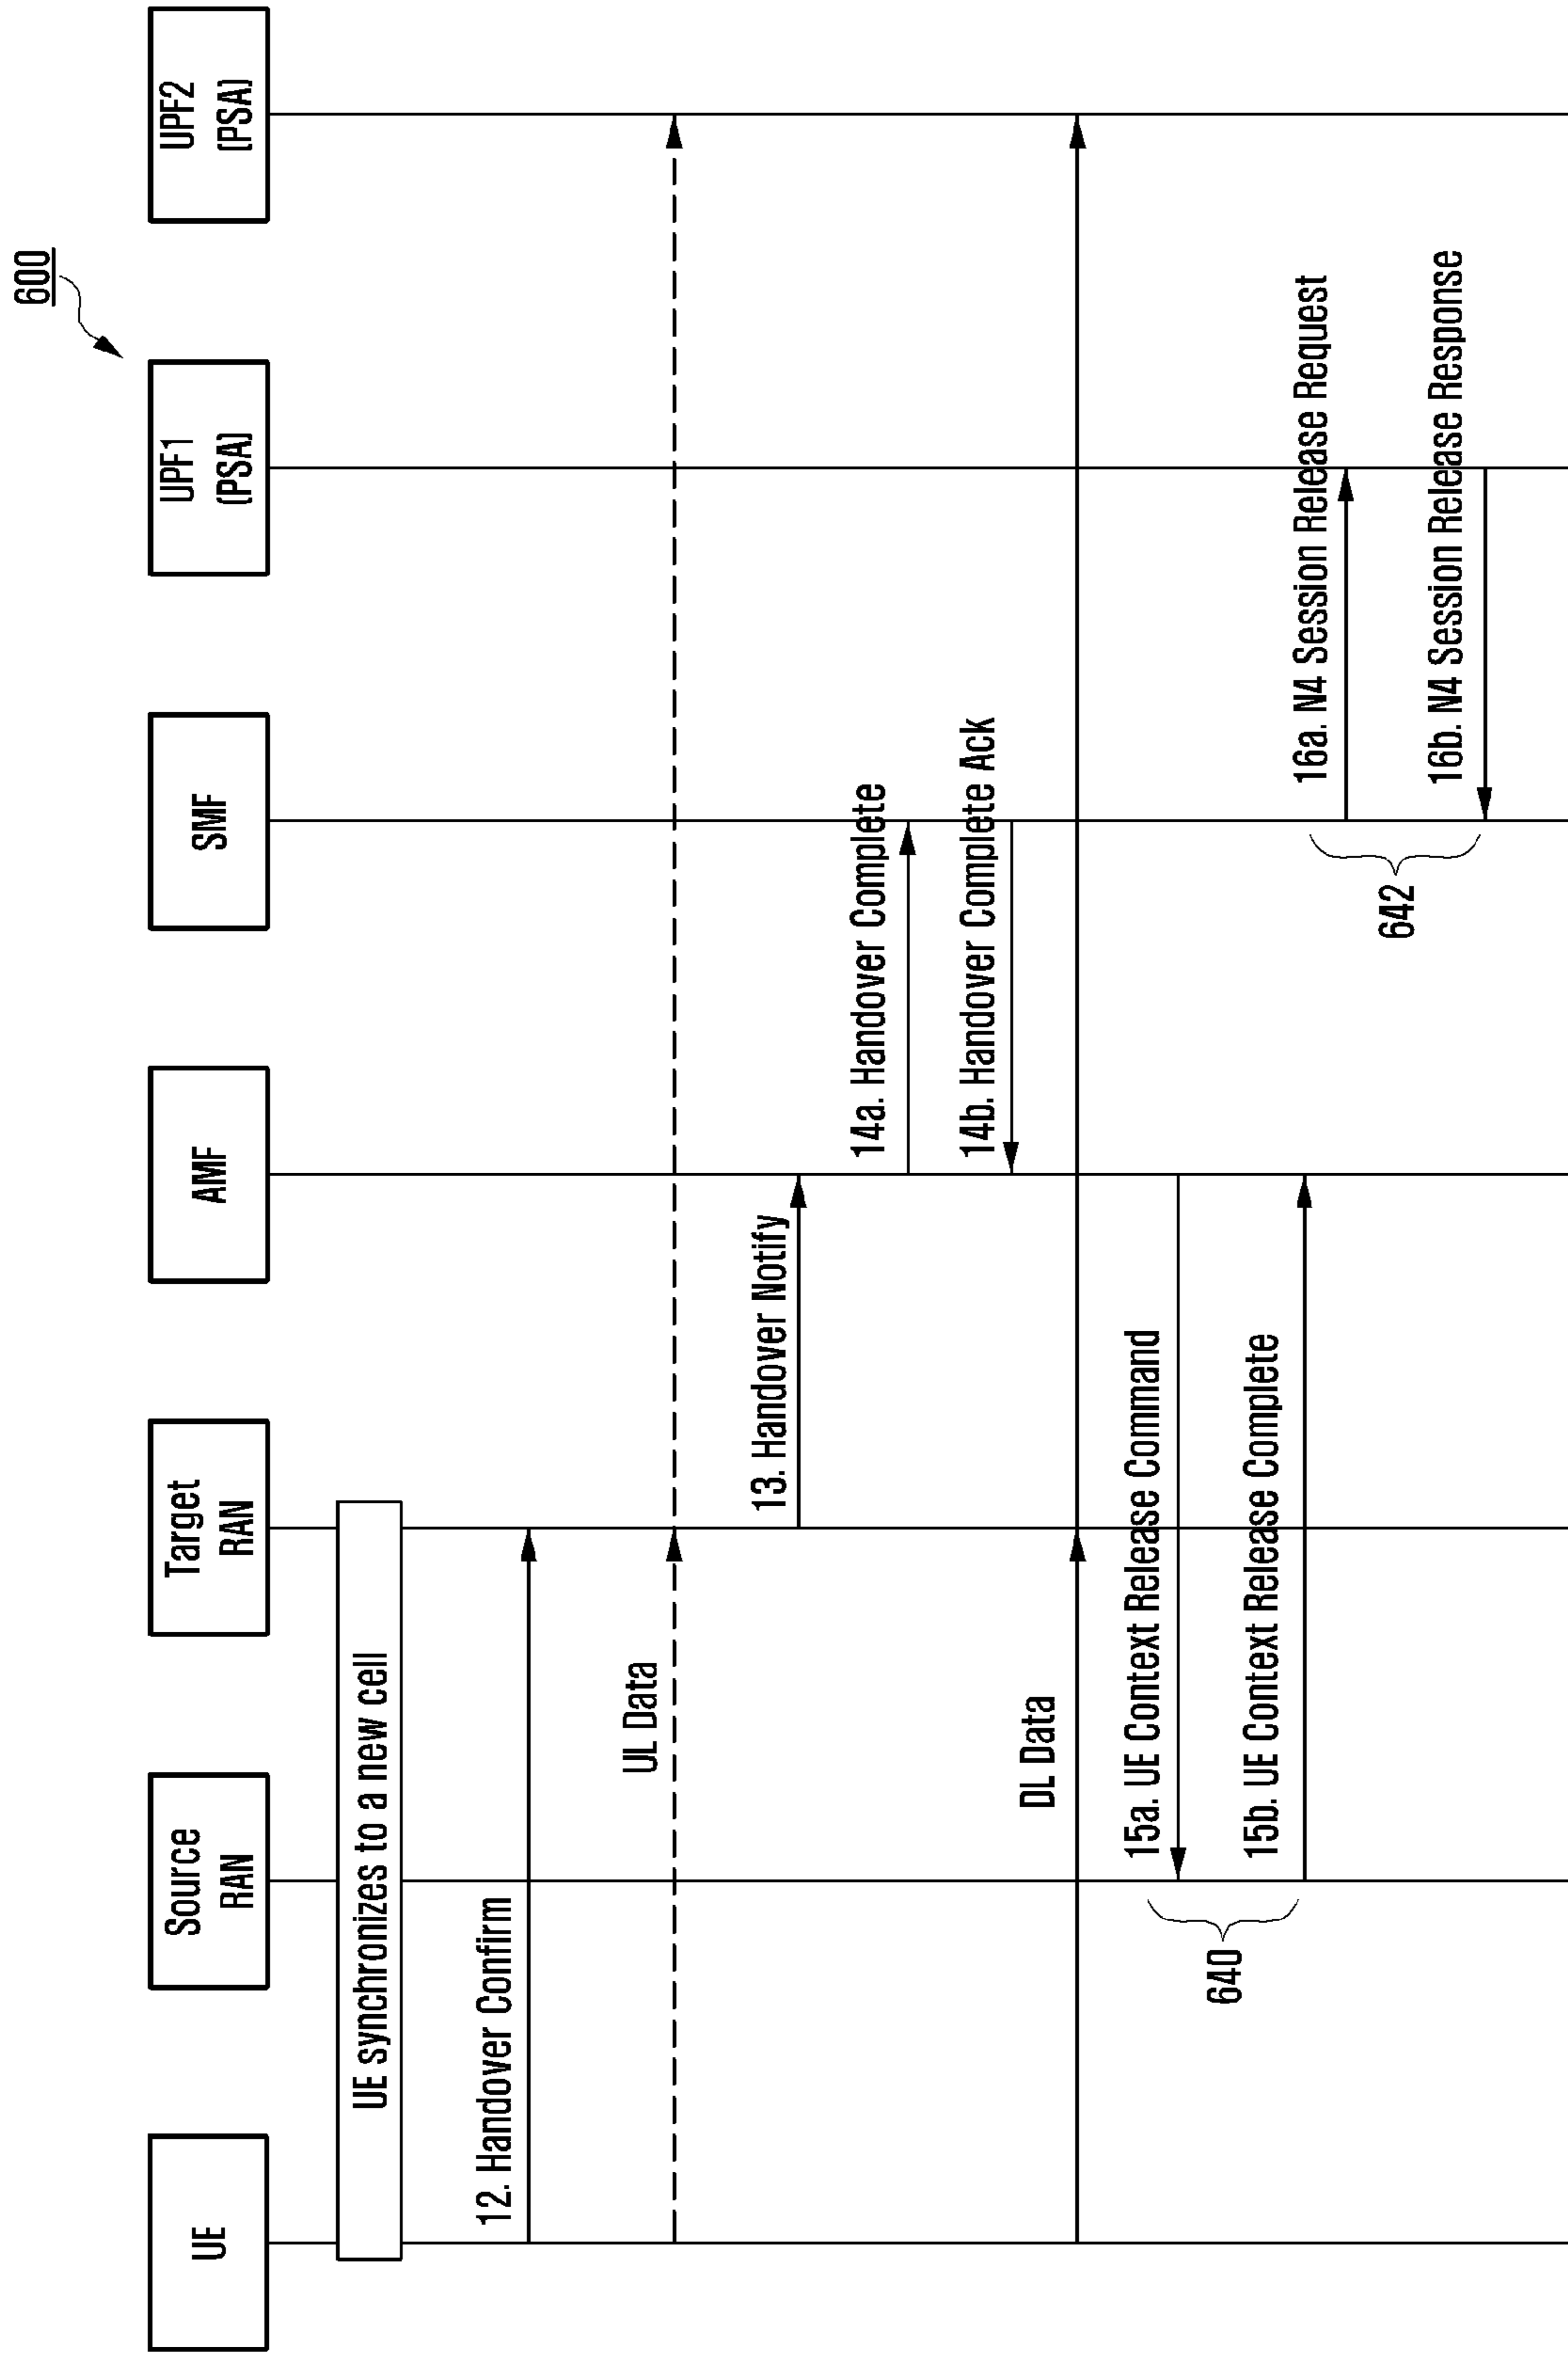 600
UE
Source
RAN
Target
RAN
AMF
SMF
UPF1
(PSA)
UPF2
(PSA)
UE synchronizes to a new cell
12. Handover Confirm
UL Data
13. Handover Notify
14a. Handover Complete
14b. Handover Complete Ack
DL Data
15a. UE Context Release Command
15b. UE Context Release Complete
640
16a. N4 Session Release Request
16b. N4 Session Release Response
642